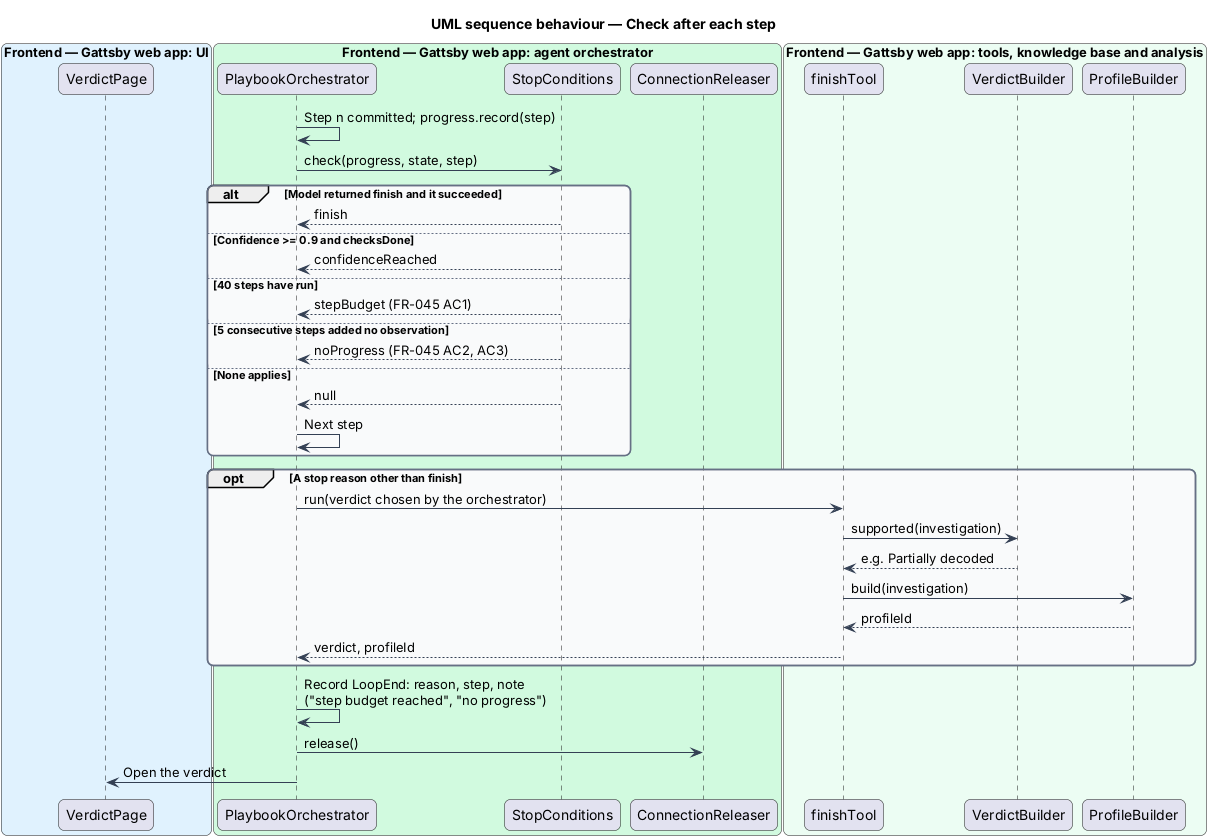 UML sequence behaviour — Check after each step
Frontend — Gattsby web app: UI
Frontend — Gattsby web app: agent orchestrator
Frontend — Gattsby web app: tools, knowledge base and analysis
VerdictPage
PlaybookOrchestrator
StopConditions
ConnectionReleaser
finishTool
VerdictBuilder
ProfileBuilder
Step n committed; progress.record(step)
check(progress, state, step)
alt
[Model returned finish and it succeeded]
finish
[Confidence >= 0.9 and checksDone]
confidenceReached
[40 steps have run]
stepBudget (FR-045 AC1)
[5 consecutive steps added no observation]
noProgress (FR-045 AC2, AC3)
[None applies]
null
Next step
opt
[A stop reason other than finish]
run(verdict chosen by the orchestrator)
supported(investigation)
e.g. Partially decoded
build(investigation)
profileId
verdict, profileId
Record LoopEnd: reason, step, note
("step budget reached", "no progress")
release()
Open the verdict
VerdictPage
PlaybookOrchestrator
StopConditions
ConnectionReleaser
finishTool
VerdictBuilder
ProfileBuilder